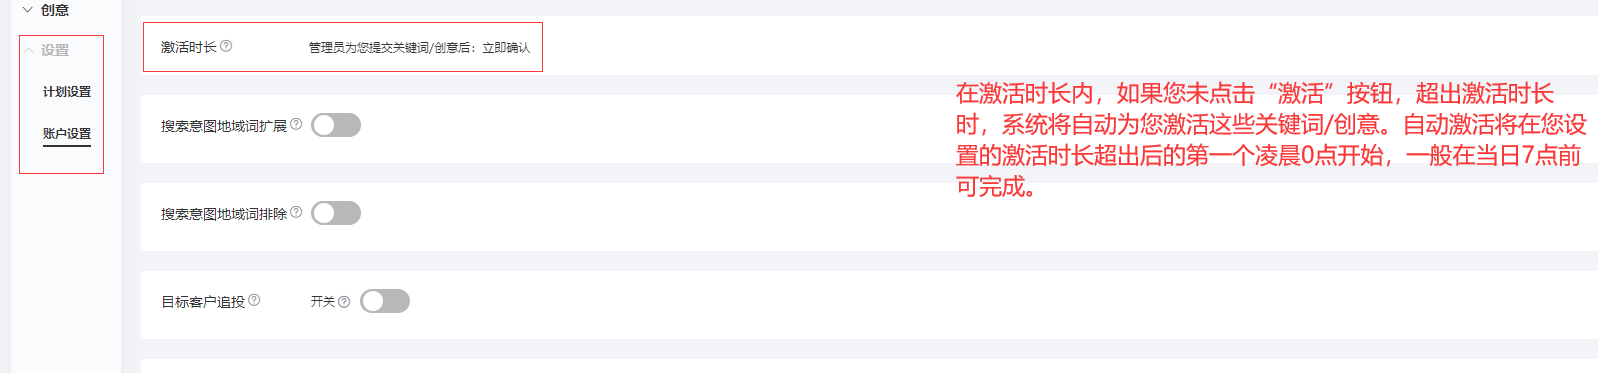 创意
设置
计划设置
账户设置
激活时长 管理员为您提交关键词/创意后：立即确认
搜索意图地域词扩展
搜索意图地域词排除
目标客户追投 开关
在激活时长内，如果您未点击“激活”按钮，超出激活时长
时，系统将自动为您激活这些关键词/创意。自动激活将在您设
置的激活时长超出后的第一个凌晨0点开始，一般在当日7点前
可完成。